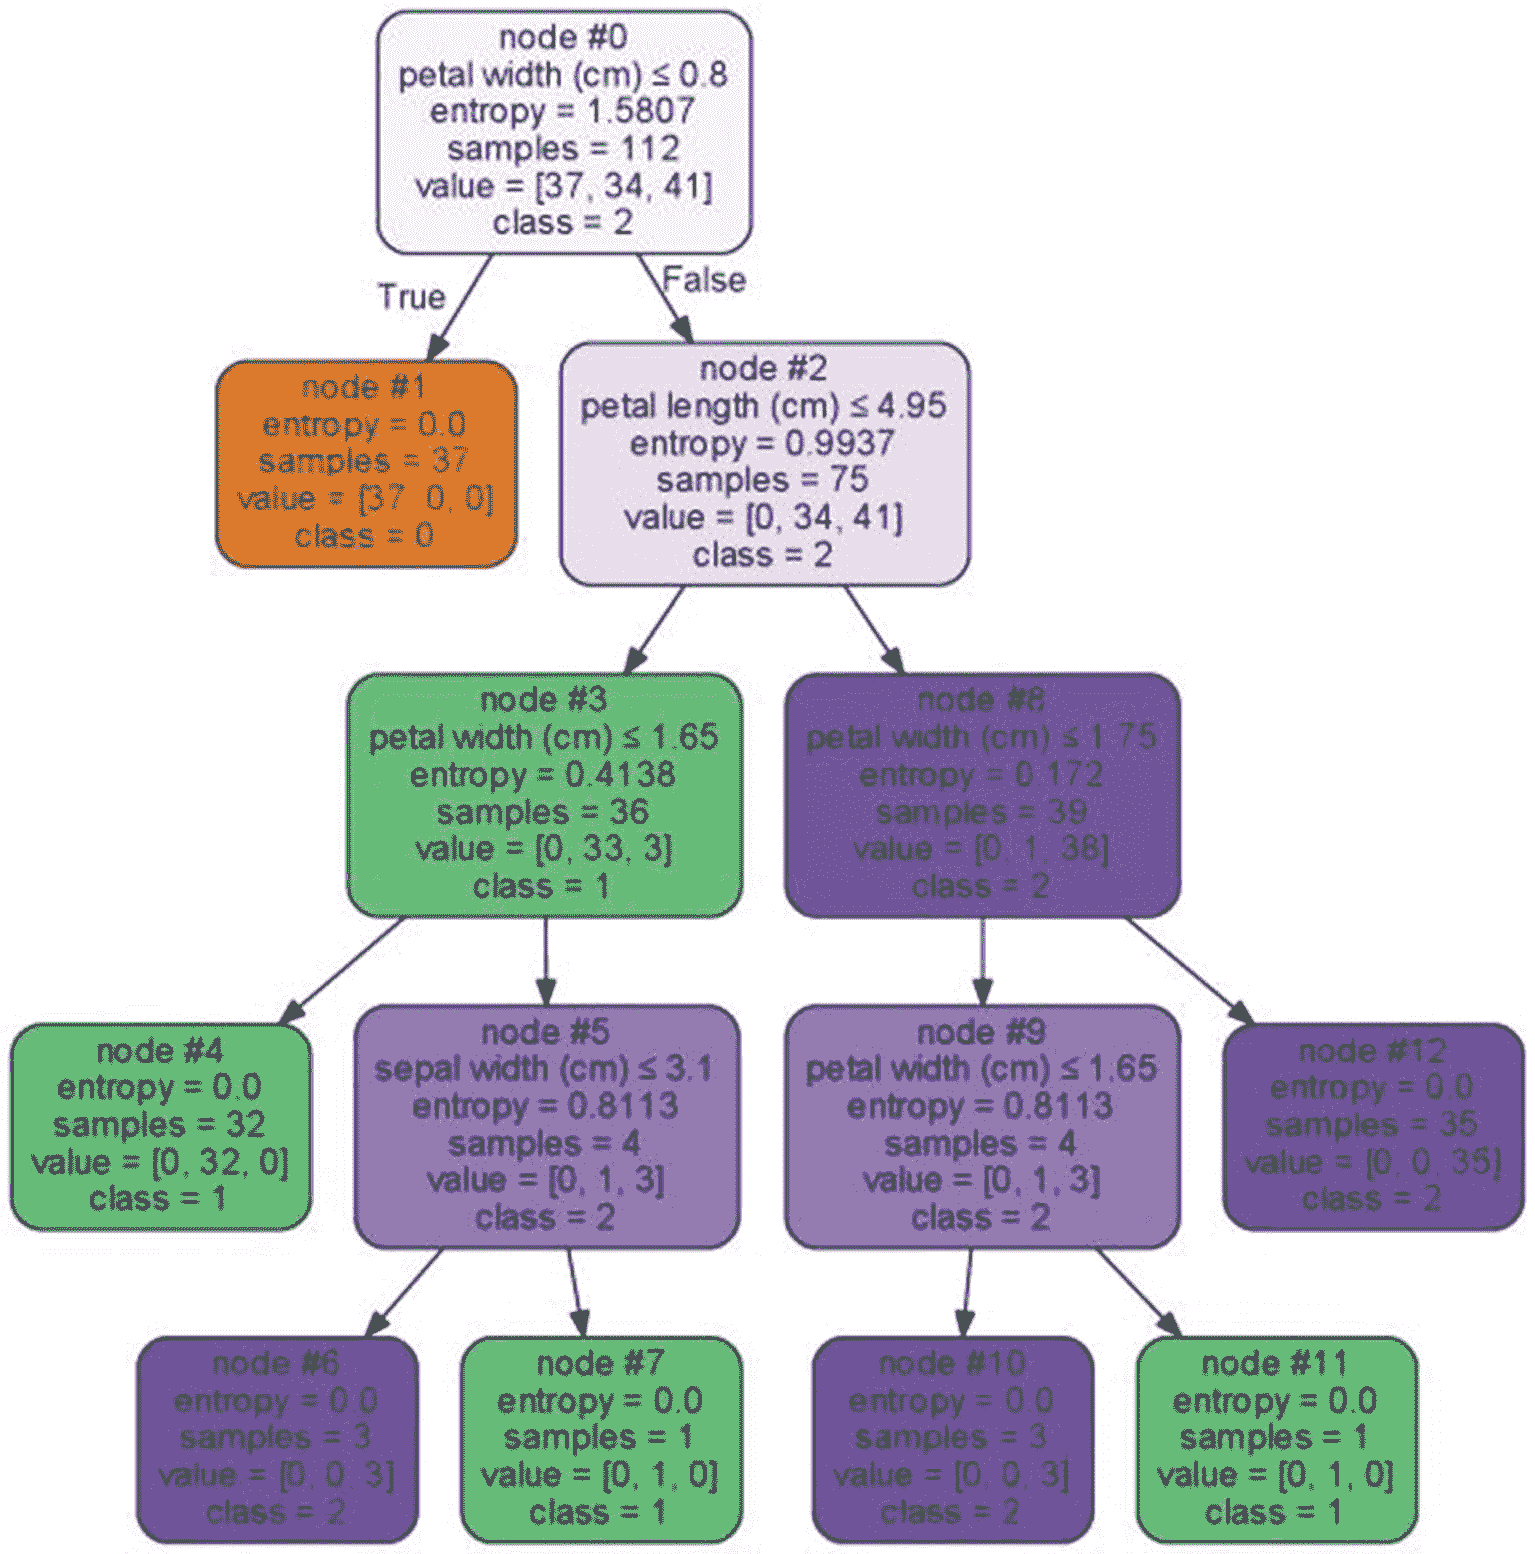 node #0
petal width (cm) ≤ 0.8
entropy = 1.5807
samples = 112
value = [37, 34, 41]
class = 2
True
False
node #1
entropy = 0.0
samples = 37
value = [37 0, 0]
class = 0
node #2
petal length (cm) ≤ 4.95
entropy = 0.9937
samples = 75
value = [0, 34, 41]
class = 2
node #3
petal width (cm) ≤ 1.65
entropy = 0.4138
samples = 36
value = [0, 33, 3]
class = 1
node #8
petal width (cm) ≤ 1 75
entropy = 0 172
samples = 39
value = [0, 1, 38]
class = 2
node #4
entropy = 0.0
samples = 32
value = [0, 32, 0]
class = 1
node #5
sepal width (cm) ≤ 3.1
entropy = 0.8113
samples = 4
value = [0, 1, 3]
class = 2
node #9
petal width (cm) ≤ 1.65
entropy = 0.8113
samples = 4
value = [0, 1, 3]
class = 2
node #12
entropy = 0.0
samples = 35
value = [0, 0, 35]
class = 2
node #6
entropy = 0.0
samples = 3
value = [0, 0, 3]
class = 2
node #7
entropy = 0.0
samples = 1
value = [0, 1, 0]
class = 1
node #10
entropy = 0.0
samples = 3
value = [0, 0, 3]
class = 2
node #11
entropy = 0.0
samples = 1
value = [0, 1, 0]
class = 1